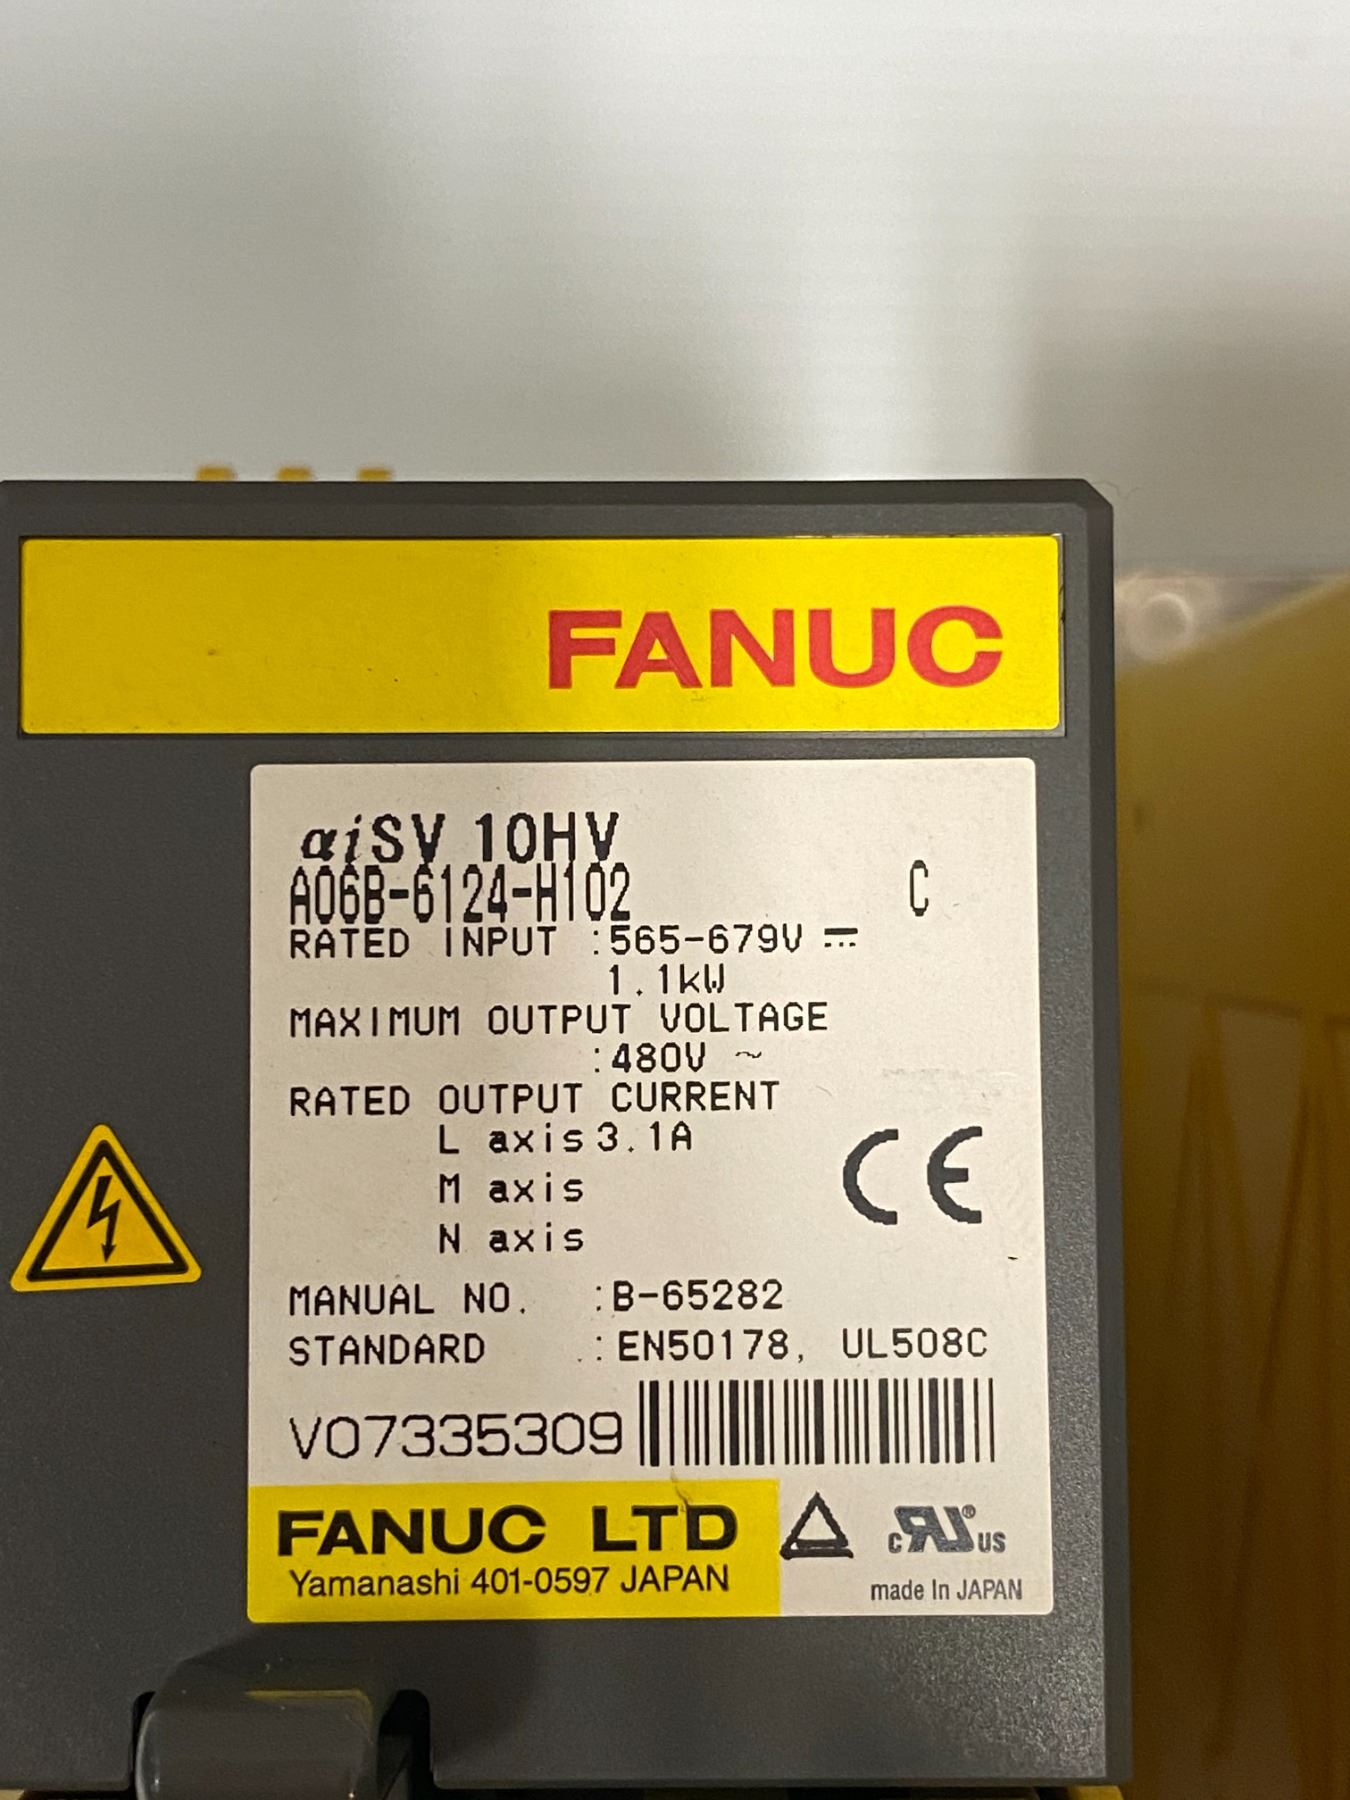 FANUC
αiSV 10HV
A06B-6124-H102 C
RATED INPUT :565-679V
1.1kW
MAXIMUM OUTPUT VOLTAGE
:480V ~
RATED OUTPUT CURRENT
L axis 3.1A
M axis
N axis
CE
MANUAL NO. :B-65282
STANDARD .:EN50178, UL508C
V07335309
FANUC LTD
Yamanashi 401-0597 JAPAN
c RU ® US
made In JAPAN